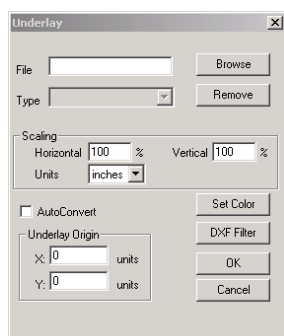 Underlay
File Browse
Type Remove
Scaling
Horizontal 100 % Vertical 100 %
Units inches
AutoConvert Set Color
Underlay Origin DXF Filter
X: 0 units OK
Y: 0 units Cancel